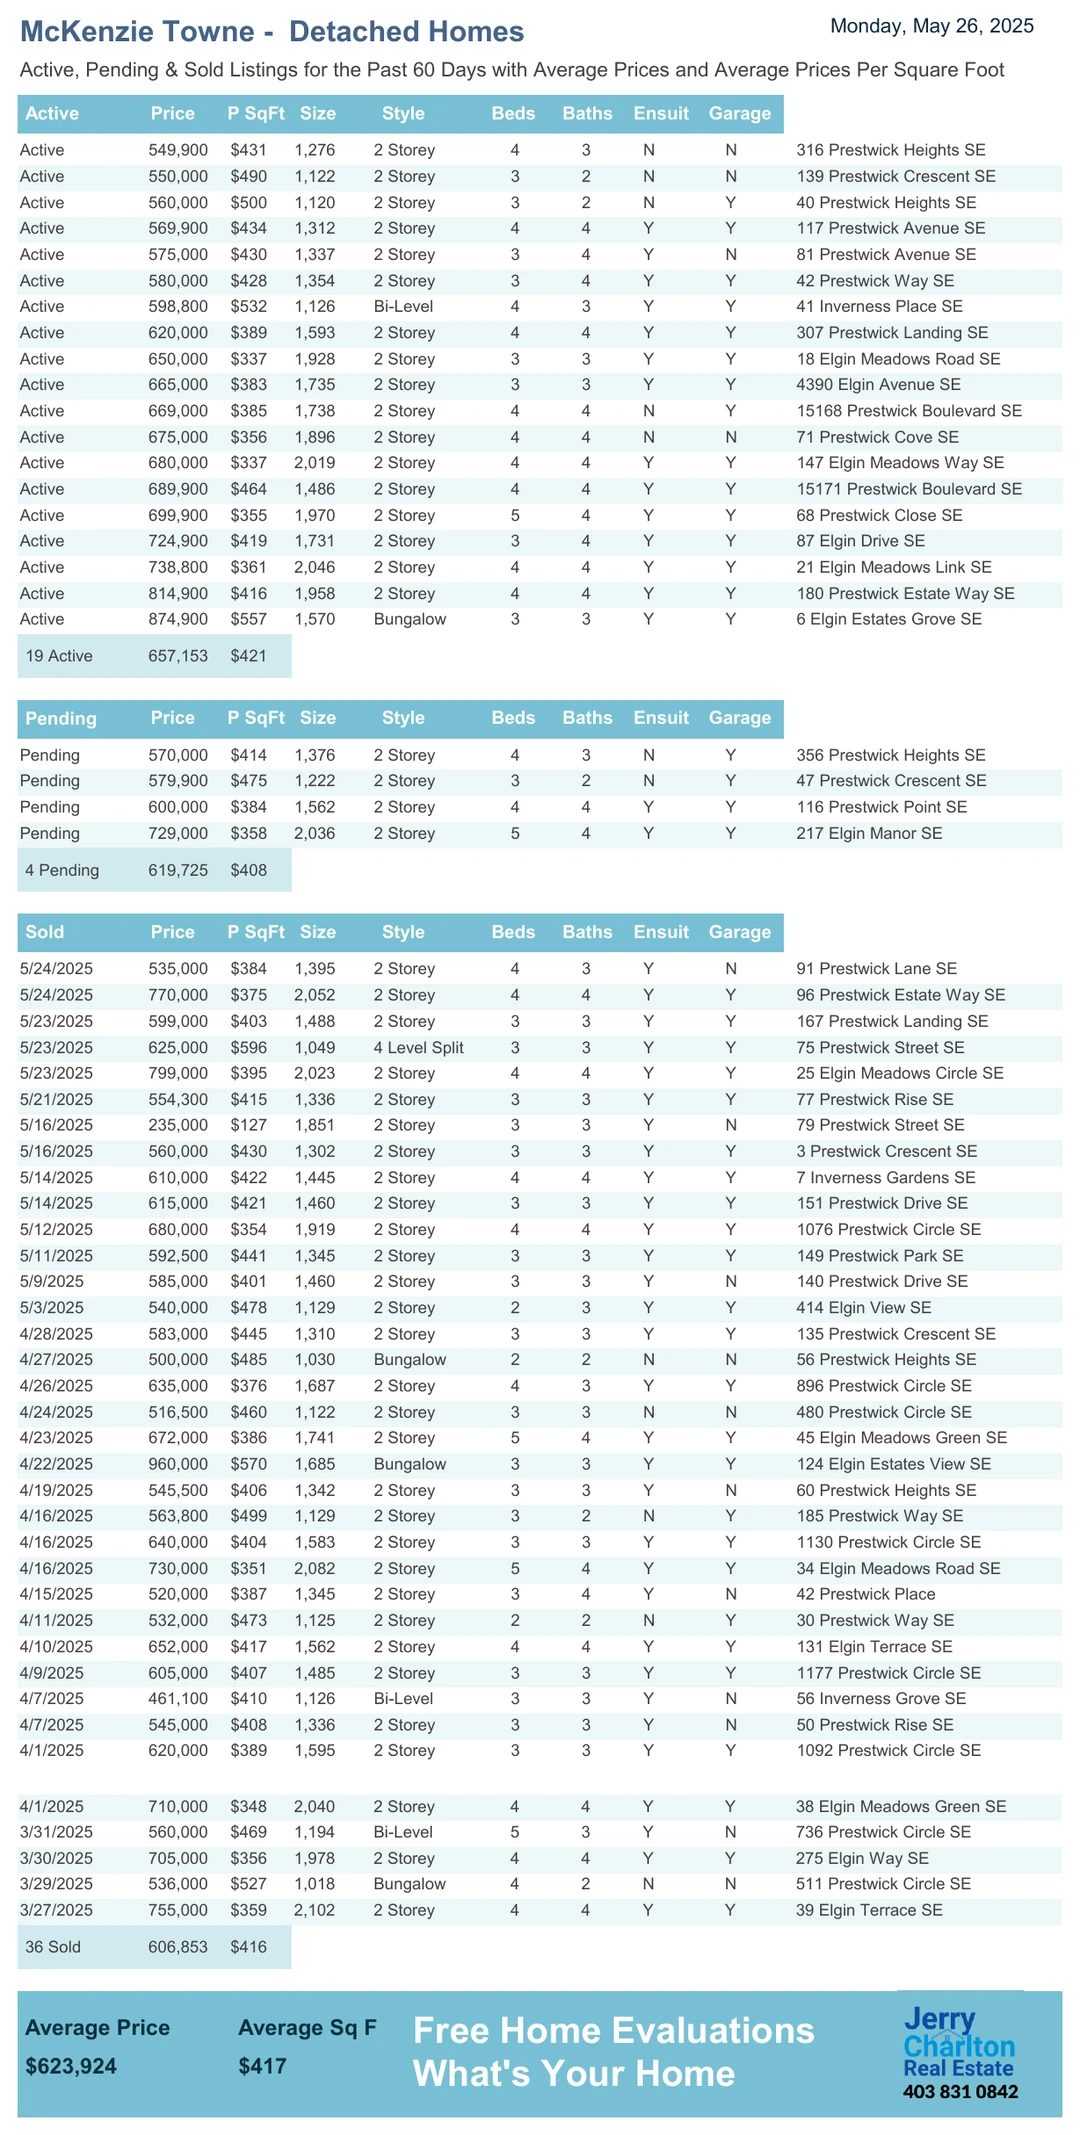 McKenzie Towne -  Detached Homes
Monday, May 26, 2025
Active, Pending & Sold Listings for the Past 60 Days with Average Prices and Average Prices Per Square Foot
Active Price P SqFt Size Style Beds Baths Ensuit Garage
Active 549,900 $431 1,276 2 Storey 4 3 N N 316 Prestwick Heights SE
Active 550,000 $490 1,122 2 Storey 3 2 N N 139 Prestwick Crescent SE
Active 560,000 $500 1,120 2 Storey 3 2 N Y 40 Prestwick Heights SE
Active 569,900 $434 1,312 2 Storey 4 4 Y Y 117 Prestwick Avenue SE
Active 575,000 $430 1,337 2 Storey 3 4 Y N 81 Prestwick Avenue SE
Active 580,000 $428 1,354 2 Storey 3 4 Y Y 42 Prestwick Way SE
Active 598,800 $532 1,126 Bi-Level 4 3 Y Y 41 Inverness Place SE
Active 620,000 $389 1,593 2 Storey 4 4 Y Y 307 Prestwick Landing SE
Active 650,000 $337 1,928 2 Storey 3 3 Y Y 18 Elgin Meadows Road SE
Active 665,000 $383 1,735 2 Storey 3 3 Y Y 4390 Elgin Avenue SE
Active 669,000 $385 1,738 2 Storey 4 4 N Y 15168 Prestwick Boulevard SE
Active 675,000 $356 1,896 2 Storey 4 4 N N 71 Prestwick Cove SE
Active 680,000 $337 2,019 2 Storey 4 4 Y Y 147 Elgin Meadows Way SE
Active 689,900 $464 1,486 2 Storey 4 4 Y Y 15171 Prestwick Boulevard SE
Active 699,900 $355 1,970 2 Storey 5 4 Y Y 68 Prestwick Close SE
Active 724,900 $419 1,731 2 Storey 3 4 Y Y 87 Elgin Drive SE
Active 738,800 $361 2,046 2 Storey 4 4 Y Y 21 Elgin Meadows Link SE
Active 814,900 $416 1,958 2 Storey 4 4 Y Y 180 Prestwick Estate Way SE
Active 874,900 $557 1,570 Bungalow 3 3 Y Y 6 Elgin Estates Grove SE
19 Active 657,153 $421
Pending Price P SqFt Size Style Beds Baths Ensuit Garage
Pending 570,000 $414 1,376 2 Storey 4 3 N Y 356 Prestwick Heights SE
Pending 579,900 $475 1,222 2 Storey 3 2 N Y 47 Prestwick Crescent SE
Pending 600,000 $384 1,562 2 Storey 4 4 Y Y 116 Prestwick Point SE
Pending 729,000 $358 2,036 2 Storey 5 4 Y Y 217 Elgin Manor SE
4 Pending 619,725 $408
Sold Price P SqFt Size Style Beds Baths Ensuit Garage
5/24/2025 535,000 $384 1,395 2 Storey 4 3 Y N 91 Prestwick Lane SE
5/24/2025 770,000 $375 2,052 2 Storey 4 4 Y Y 96 Prestwick Estate Way SE
5/23/2025 599,000 $403 1,488 2 Storey 3 3 Y Y 167 Prestwick Landing SE
5/23/2025 625,000 $596 1,049 4 Level Split 3 3 Y Y 75 Prestwick Street SE
5/23/2025 799,000 $395 2,023 2 Storey 4 4 Y Y 25 Elgin Meadows Circle SE
5/21/2025 554,300 $415 1,336 2 Storey 3 3 Y Y 77 Prestwick Rise SE
5/16/2025 235,000 $127 1,851 2 Storey 3 3 Y N 79 Prestwick Street SE
5/16/2025 560,000 $430 1,302 2 Storey 3 3 Y Y 3 Prestwick Crescent SE
5/14/2025 610,000 $422 1,445 2 Storey 4 4 Y Y 7 Inverness Gardens SE
5/14/2025 615,000 $421 1,460 2 Storey 3 3 Y Y 151 Prestwick Drive SE
5/12/2025 680,000 $354 1,919 2 Storey 4 4 Y Y 1076 Prestwick Circle SE
5/11/2025 592,500 $441 1,345 2 Storey 3 3 Y Y 149 Prestwick Park SE
5/9/2025 585,000 $401 1,460 2 Storey 3 3 Y N 140 Prestwick Drive SE
5/3/2025 540,000 $478 1,129 2 Storey 2 3 Y Y 414 Elgin View SE
4/28/2025 583,000 $445 1,310 2 Storey 3 3 Y Y 135 Prestwick Crescent SE
4/27/2025 500,000 $485 1,030 Bungalow 2 2 N N 56 Prestwick Heights SE
4/26/2025 635,000 $376 1,687 2 Storey 4 3 Y Y 896 Prestwick Circle SE
4/24/2025 516,500 $460 1,122 2 Storey 3 3 N N 480 Prestwick Circle SE
4/23/2025 672,000 $386 1,741 2 Storey 5 4 Y Y 45 Elgin Meadows Green SE
4/22/2025 960,000 $570 1,685 Bungalow 3 3 Y Y 124 Elgin Estates View SE
4/19/2025 545,500 $406 1,342 2 Storey 3 3 Y N 60 Prestwick Heights SE
4/16/2025 563,800 $499 1,129 2 Storey 3 2 N Y 185 Prestwick Way SE
4/16/2025 640,000 $404 1,583 2 Storey 3 3 Y Y 1130 Prestwick Circle SE
4/16/2025 730,000 $351 2,082 2 Storey 5 4 Y Y 34 Elgin Meadows Road SE
4/15/2025 520,000 $387 1,345 2 Storey 3 4 Y N 42 Prestwick Place
4/11/2025 532,000 $473 1,125 2 Storey 2 2 N Y 30 Prestwick Way SE
4/10/2025 652,000 $417 1,562 2 Storey 4 4 Y Y 131 Elgin Terrace SE
4/9/2025 605,000 $407 1,485 2 Storey 3 3 Y Y 1177 Prestwick Circle SE
4/7/2025 461,100 $410 1,126 Bi-Level 3 3 Y N 56 Inverness Grove SE
4/7/2025 545,000 $408 1,336 2 Storey 3 3 Y N 50 Prestwick Rise SE
4/1/2025 620,000 $389 1,595 2 Storey 3 3 Y Y 1092 Prestwick Circle SE
4/1/2025 710,000 $348 2,040 2 Storey 4 4 Y Y 38 Elgin Meadows Green SE
3/31/2025 560,000 $469 1,194 Bi-Level 5 3 Y N 736 Prestwick Circle SE
3/30/2025 705,000 $356 1,978 2 Storey 4 4 Y Y 275 Elgin Way SE
3/29/2025 536,000 $527 1,018 Bungalow 4 2 N N 511 Prestwick Circle SE
3/27/2025 755,000 $359 2,102 2 Storey 4 4 Y Y 39 Elgin Terrace SE
36 Sold 606,853 $416
Average Price Average Sq F
$623,924 $417
Free Home Evaluations
What's Your Home
Jerry
Charlton
Real Estate
403 831 0842